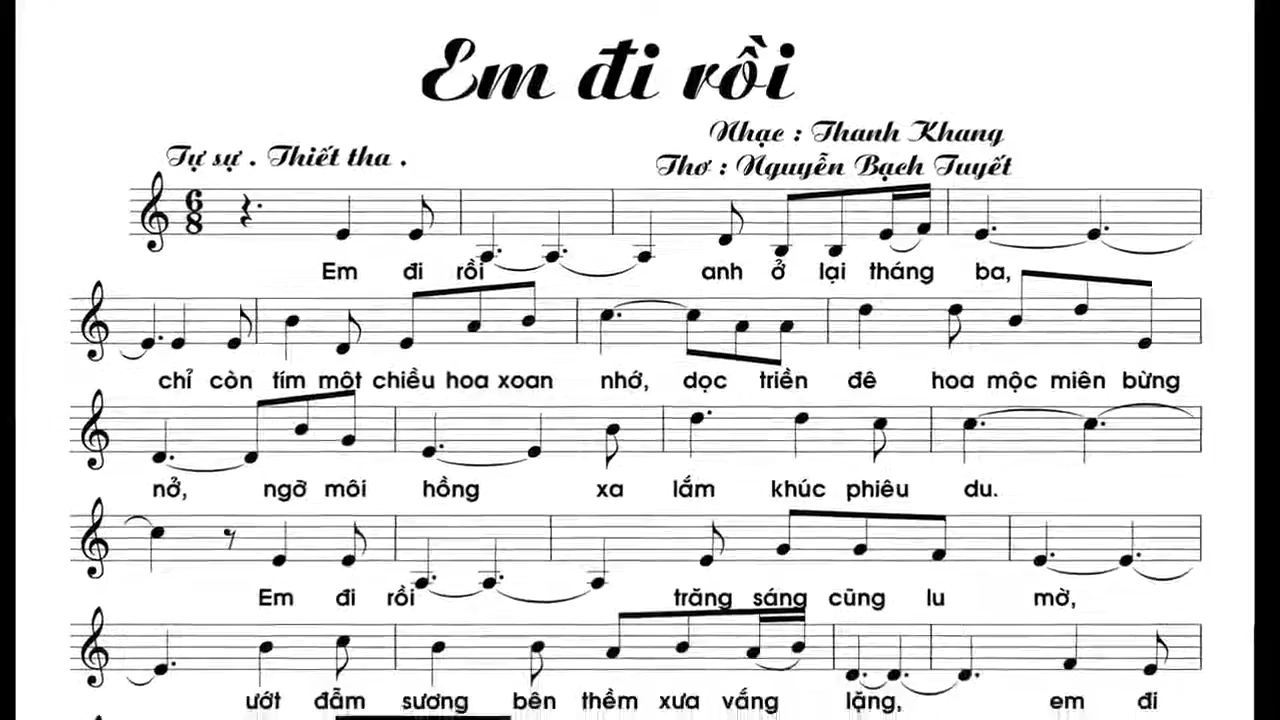 Em đi rồi
Nhạc : Thanh Khang
Tự sự . Thiết tha .
Thơ : Nguyễn Bạch Tuyết
6
8
Em đi rồi anh ở lại tháng ba,
chỉ còn tím một chiều hoa xoan nhớ, dọc triền đê hoa mộc miên bừng
nở, ngỡ môi hồng xa lắm khúc phiêu du.
Em đi rồi trăng sáng cũng lu mờ,
ướt đẫm sương bên thềm xưa vắng lặng, em đi